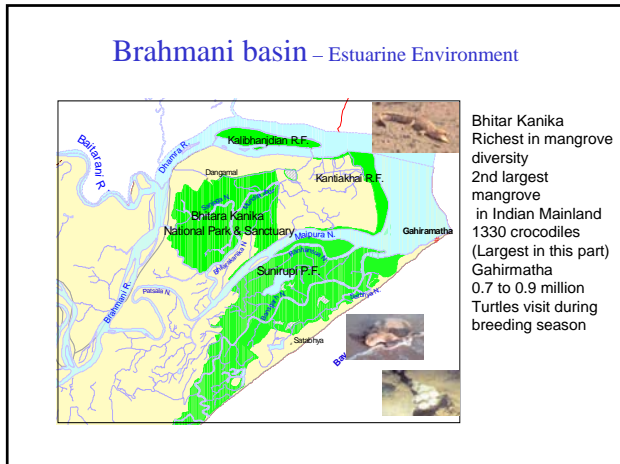 Brahmani basin – Estuarine Environment
Kalibhanjdian R.F.
Baitarani R.
Dhamra R.
Dangamal
Kantiakhai R.F.
Bhitara Kanika
National Park & Sanctuary
Gahiramatha
Maipura N.
Bhitarakanika N
Sunirupi P.F.
Patsala N.
Brahmani R.
Satabhya
Bay
Bhitar Kanika
Richest in mangrove
diversity
2nd largest
mangrove
in Indian Mainland
1330 crocodiles
(Largest in this part)
Gahirmatha
0.7 to 0.9 million
Turtles visit during
breeding season